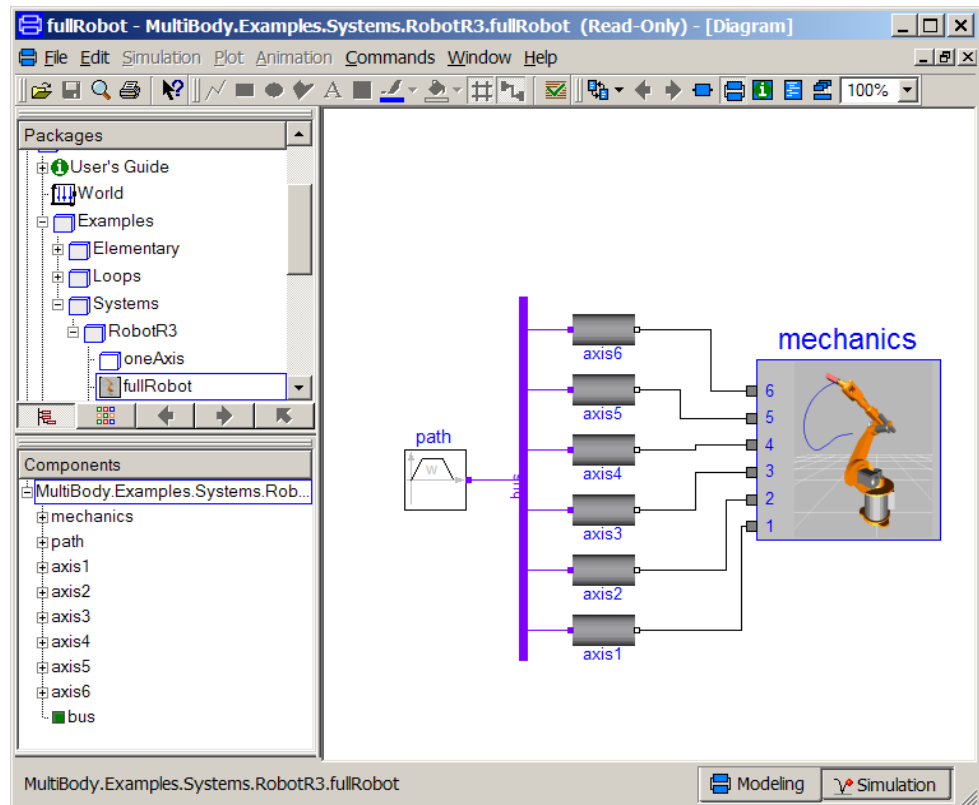 fullRobot - MultiBody.Examples.Systems.RobotR3.fullRobot (Read-Only) - [Diagram]
File Edit Simulation Plot Animation Commands Window Help
100%
Packages
User's Guide
World
Examples
Elementary
Loops
Systems
RobotR3
oneAxis
fullRobot
Components
MultiBody.Examples.Systems.Rob...
mechanics
path
axis1
axis2
axis3
axis4
axis5
axis6
bus
path
w
bus
axis6
axis5
axis4
axis3
axis2
axis1
mechanics
6
5
4
3
2
1
MultiBody.Examples.Systems.RobotR3.fullRobot
Modeling
Simulation